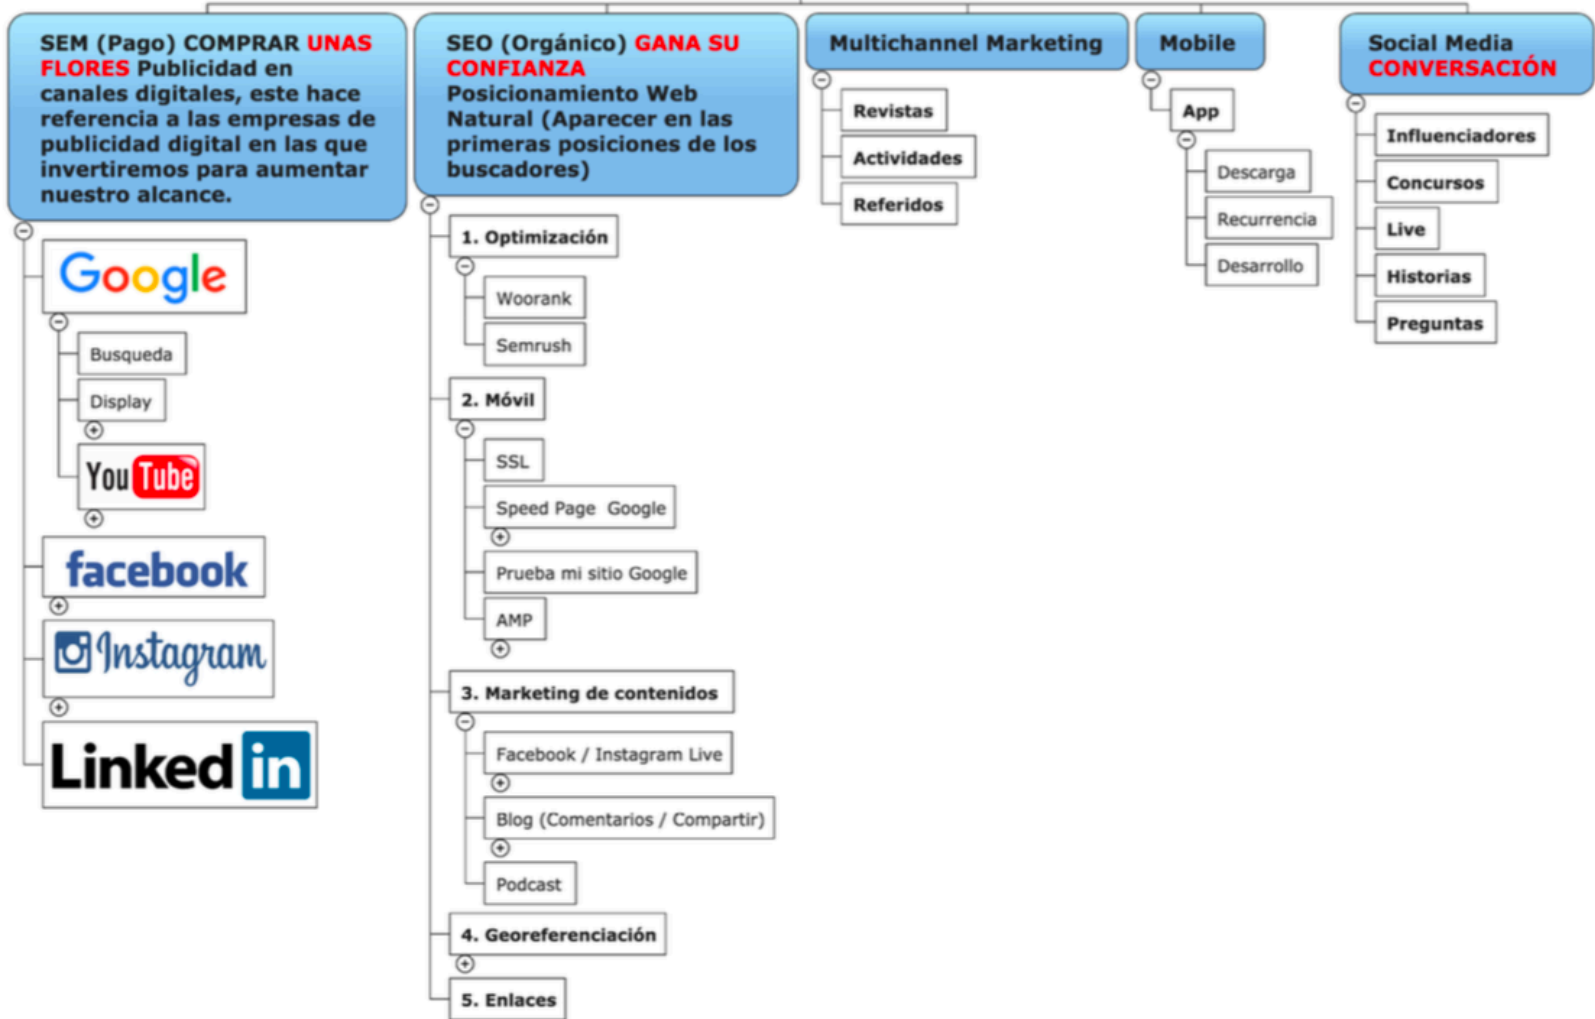 SEM (Pago) COMPRAR UNAS
FLORES Publicidad en
canales digitales, este hace
referencia a las empresas de
publicidad digital en las que
invertiremos para aumentar
nuestro alcance.
Google
Busqueda
Display
YouTube
facebook
Instagram
Linked in
SEO (Orgánico) GANA SU
CONFIANZA
Posicionamiento Web
Natural (Aparecer en las
primeras posiciones de los
buscadores)
1. Optimización
Woorank
Semrush
2. Móvil
SSL
Speed Page  Google
Prueba mi sitio Google
AMP
3. Marketing de contenidos
Facebook / Instagram Live
Blog (Comentarios / Compartir)
Podcast
4. Georeferenciación
5. Enlaces
Multichannel Marketing
Revistas
Actividades
Referidos
Mobile
App
Descarga
Recurrencia
Desarrollo
Social Media
CONVERSACIÓN
Influenciadores
Concursos
Live
Historias
Preguntas